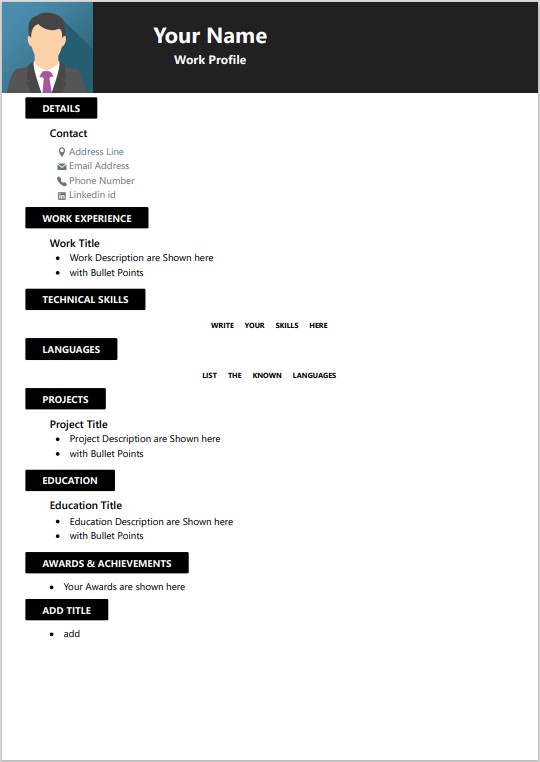 Your Name
Work Profile
DETAILS
Contact
Address Line
Email Address
Phone Number
Linkedin id
WORK EXPERIENCE
Work Title
• Work Description are Shown here
• with Bullet Points
TECHNICAL SKILLS
WRITE YOUR SKILLS HERE
LANGUAGES
LIST THE KNOWN LANGUAGES
PROJECTS
Project Title
• Project Description are Shown here
• with Bullet Points
EDUCATION
Education Title
• Education Description are Shown here
• with Bullet Points
AWARDS & ACHIEVEMENTS
• Your Awards are shown here
ADD TITLE
• add